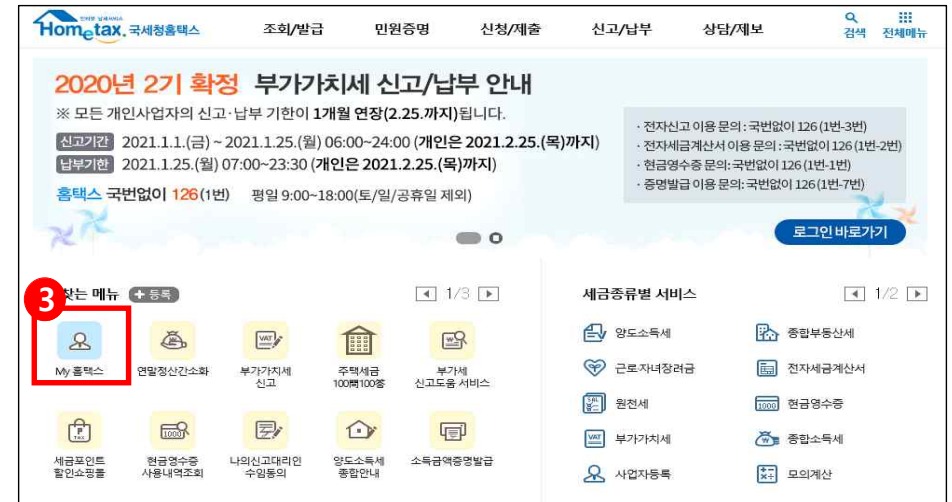 Hometax. 국세청홈택스
조회/발급 민원증명 신청/제출 신고/납부 상담/제보 검색 전체메뉴
2020년 2기 확정 부가가치세 신고/납부 안내
※ 모든 개인사업자의 신고·납부 기한이 1개월 연장(2.25.까지)됩니다.
신고기간 2021.1.1.(금) ~ 2021.1.25.(월) 06:00~24:00 (개인은 2021.2.25.(목)까지)
납부기한 2021.1.25.(월) 07:00~23:30 (개인은 2021.2.25.(목)까지)
홈택스 국번없이 126(1번) 평일 9:00~18:00(토/일/공휴일 제외)
· 전자신고 이용 문의 : 국번없이 126 (1번-3번)
· 전자세금계산서 이용 문의 : 국번없이 126 (1번-2번)
· 현금영수증 문의: 국번없이 126 (1번-1번)
· 증명발급 이용 문의: 국번없이 126 (1번-7번)
로그인 바로가기
3
찾는 메뉴 + 등록 1/3
My 홈택스 연말정산간소화 부가가치세 신고 주택세금 100問100答 부가세 신고도움 서비스
세금포인트 할인쇼핑몰 현금영수증 사용내역조회 나의신고대리인 수임동의 양도소득세 종합안내 소득금액증명발급
세금종류별 서비스 1/2
양도소득세 종합부동산세
근로·자녀장려금 전자세금계산서
원천세 현금영수증
부가가치세 종합소득세
사업자등록 모의계산